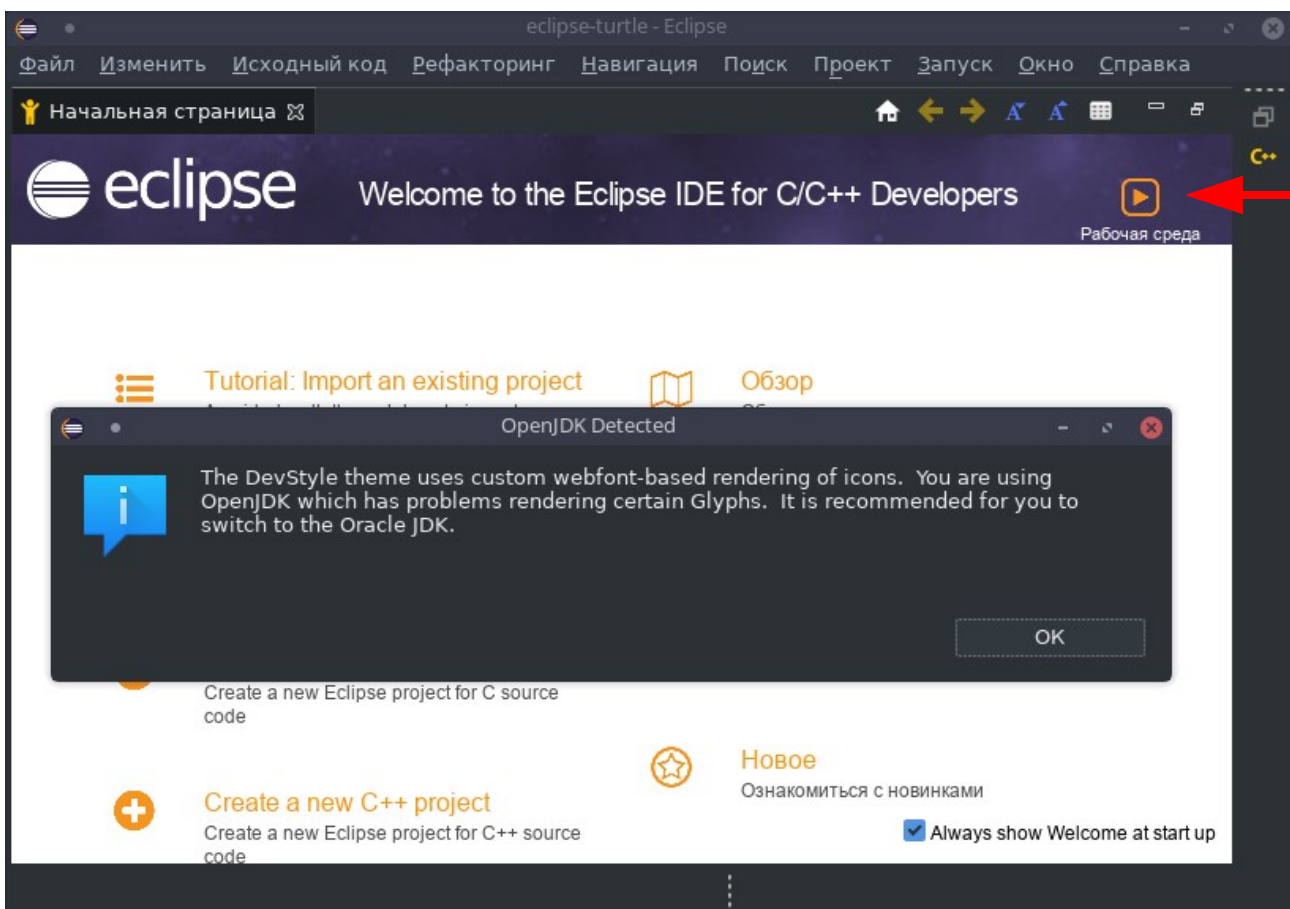 eclipse-turtle - Eclipse
Файл Изменить Исходный код Рефакторинг Навигация Поиск Проект Запуск Окно Справка
Начальная страница
C++
eclipse Welcome to the Eclipse IDE for C/C++ Developers
Рабочая среда
Tutorial: Import an existing project
Обзор
OpenJDK Detected
The DevStyle theme uses custom webfont-based rendering of icons. You are using
OpenJDK which has problems rendering certain Glyphs. It is recommended for you to
switch to the Oracle JDK.
OK
Create a new Eclipse project for C source
code
Новое
Ознакомиться с новинками
Create a new C++ project
Create a new Eclipse project for C++ source
code
Always show Welcome at start up